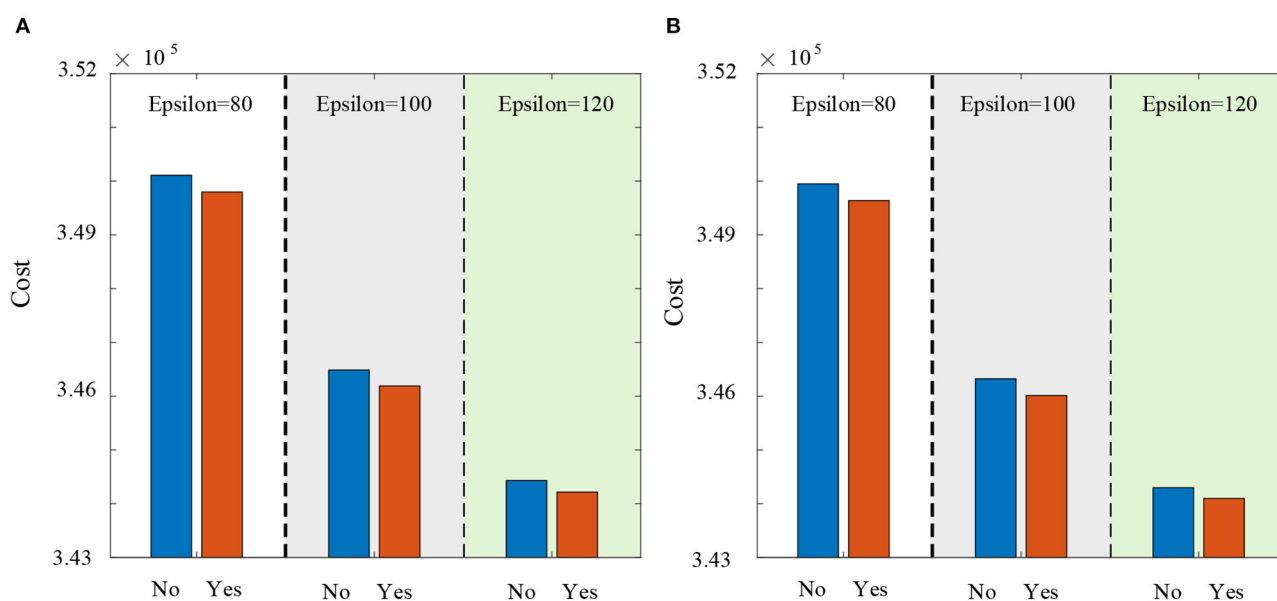 A
× 10 5
3.52
Epsilon=80 Epsilon=100 Epsilon=120
3.49
Cost
3.46
3.43
No Yes No Yes No Yes
B
× 10 5
3.52
Epsilon=80 Epsilon=100 Epsilon=120
3.49
Cost
3.46
3.43
No Yes No Yes No Yes